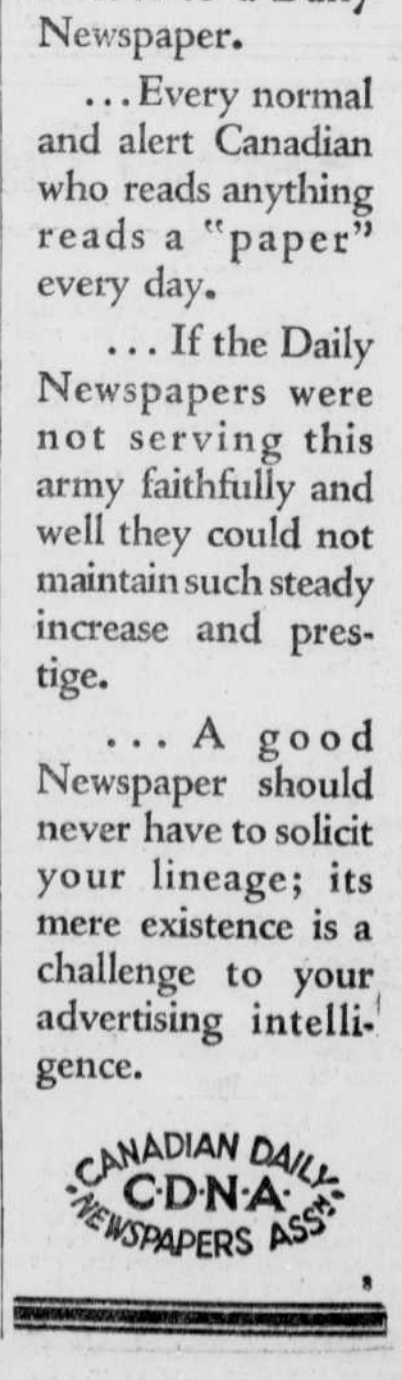 Newspaper.
...Every normal
and alert Canadian
who reads anything
reads a "paper"
every day.
...If the Daily
Newspapers were
not serving this
army faithfully and
well they could not
maintain such steady
increase and pres-
tige.
...A good
Newspaper should
never have to solicit
your lineage; its
mere existence is a
challenge to your
advertising intelli-
gence.
CANADIAN DAILY
C·D·N·A·
NEWSPAPERS ASSN.